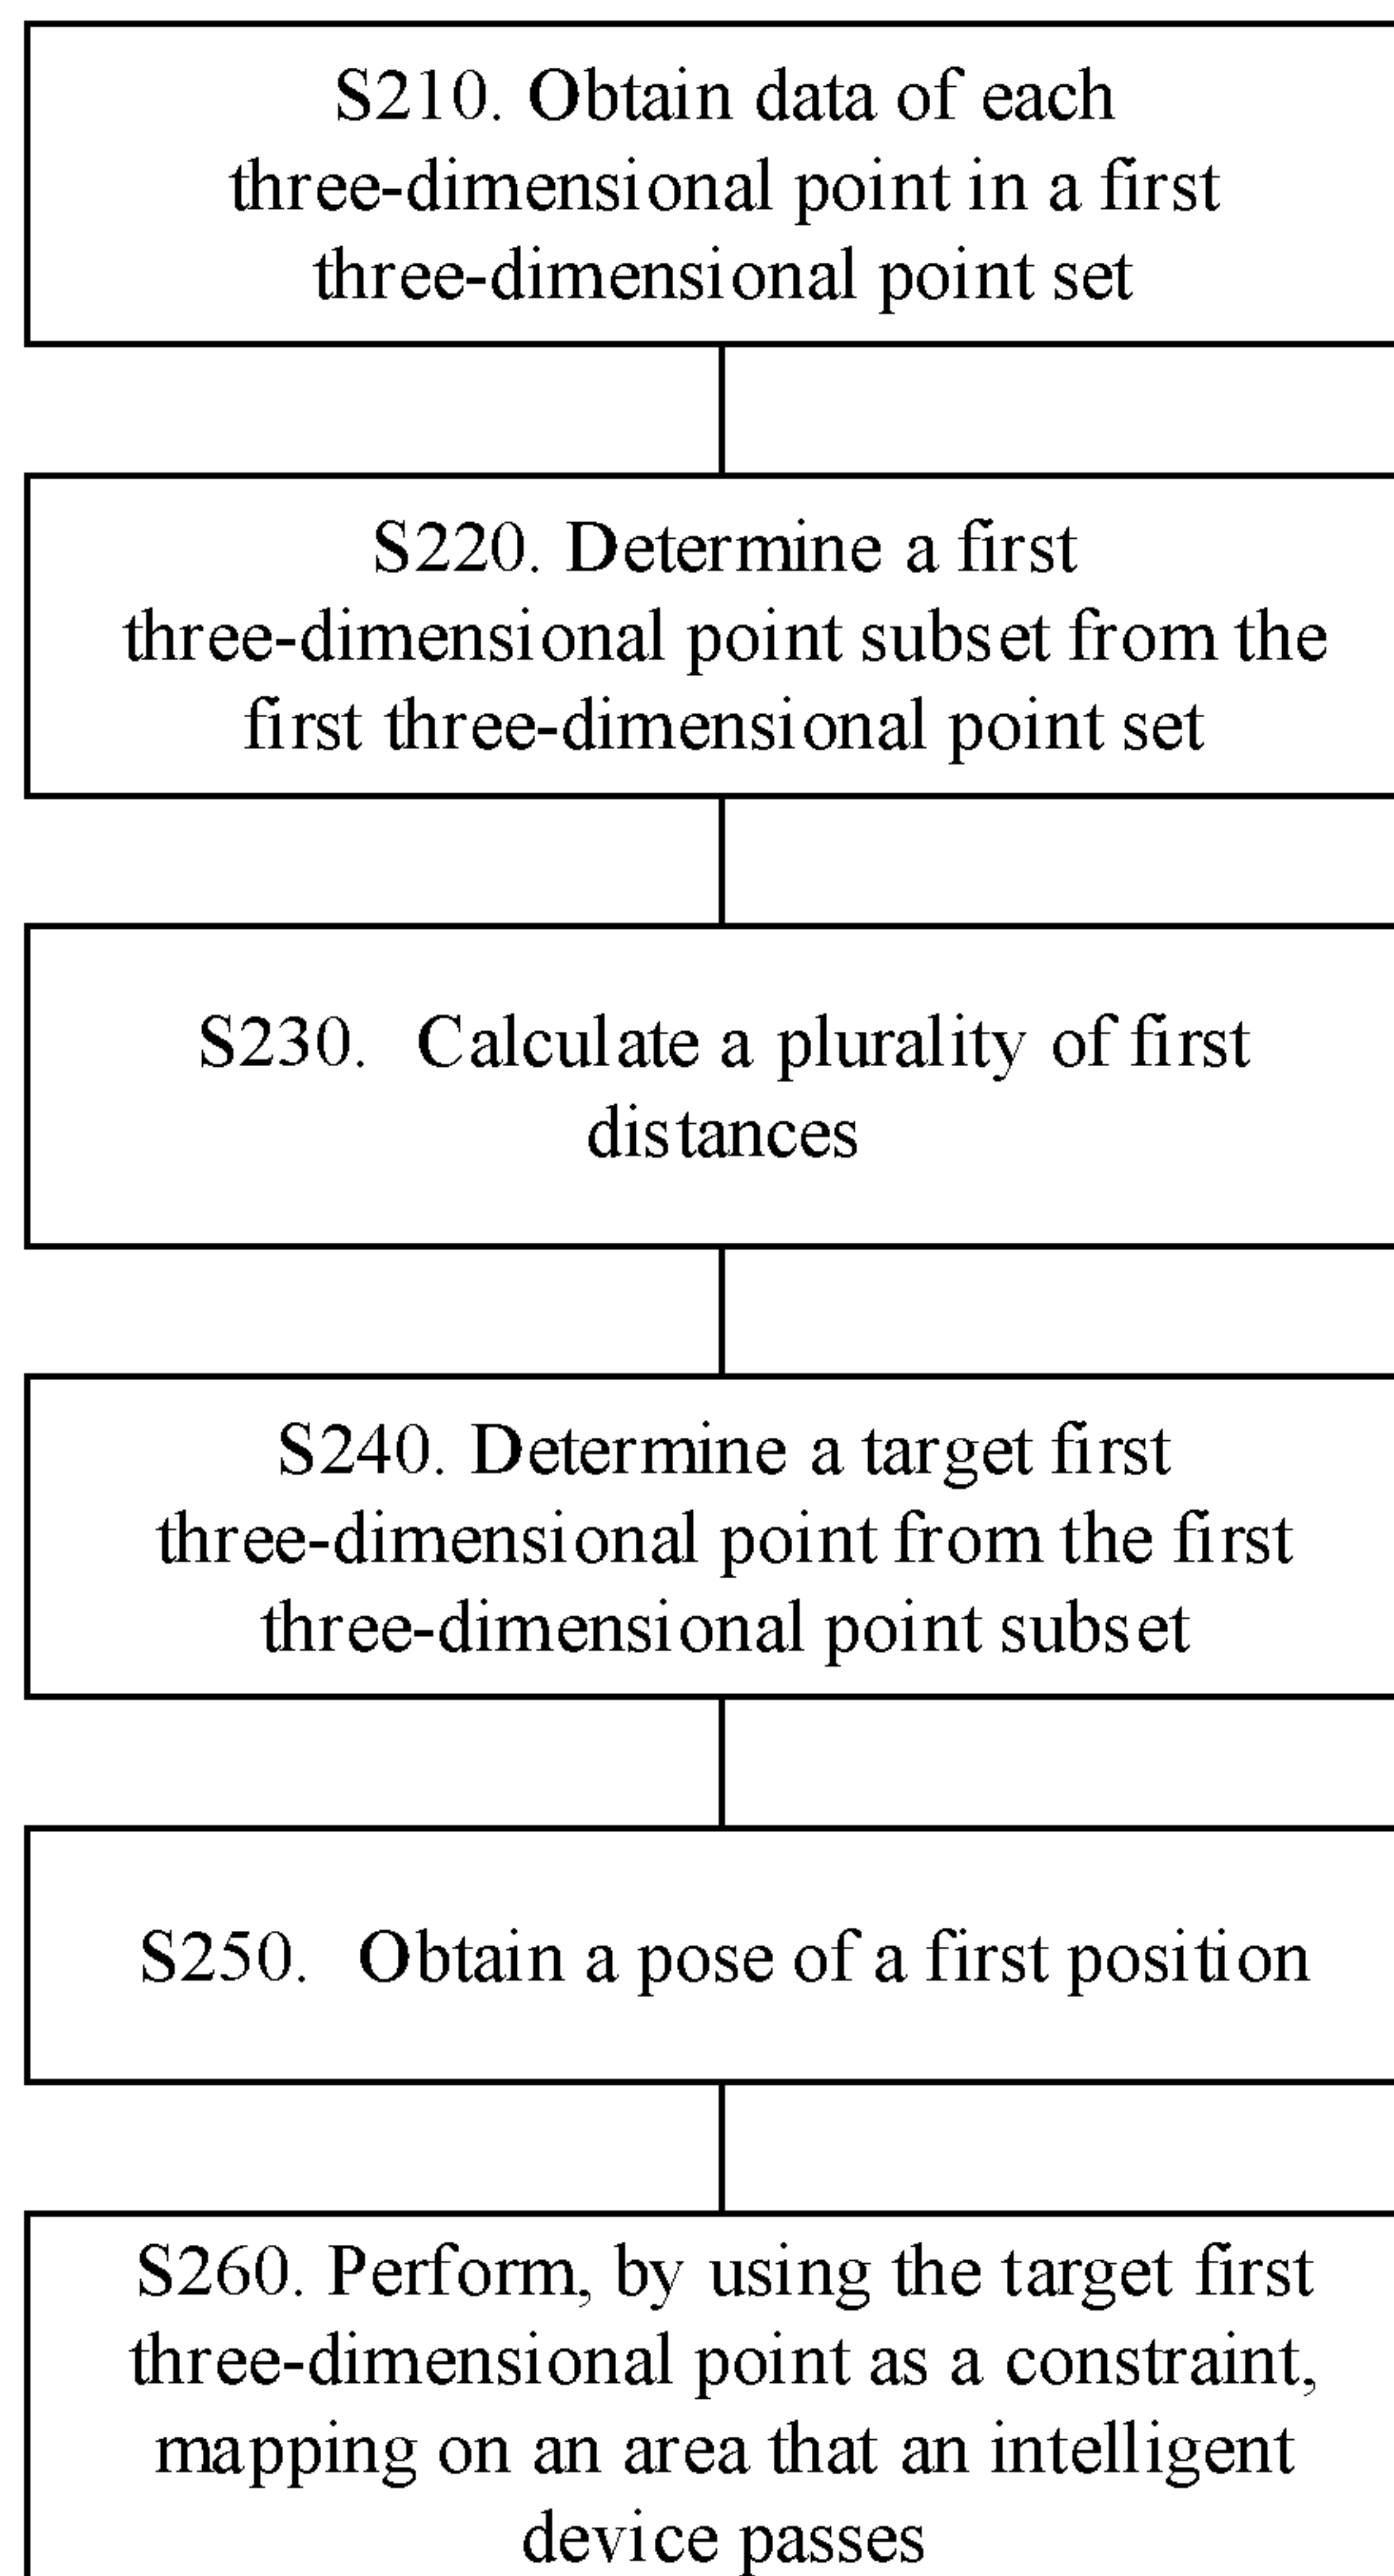 S210. Obtain data of each
three-dimensional point in a first
three-dimensional point set
S220. Determine a first
three-dimensional point subset from the
first three-dimensional point set
S230. Calculate a plurality of first
distances
S240. Determine a target first
three-dimensional point from the first
three-dimensional point subset
S250. Obtain a pose of a first position
S260. Perform, by using the target first
three-dimensional point as a constraint,
mapping on an area that an intelligent
device passes